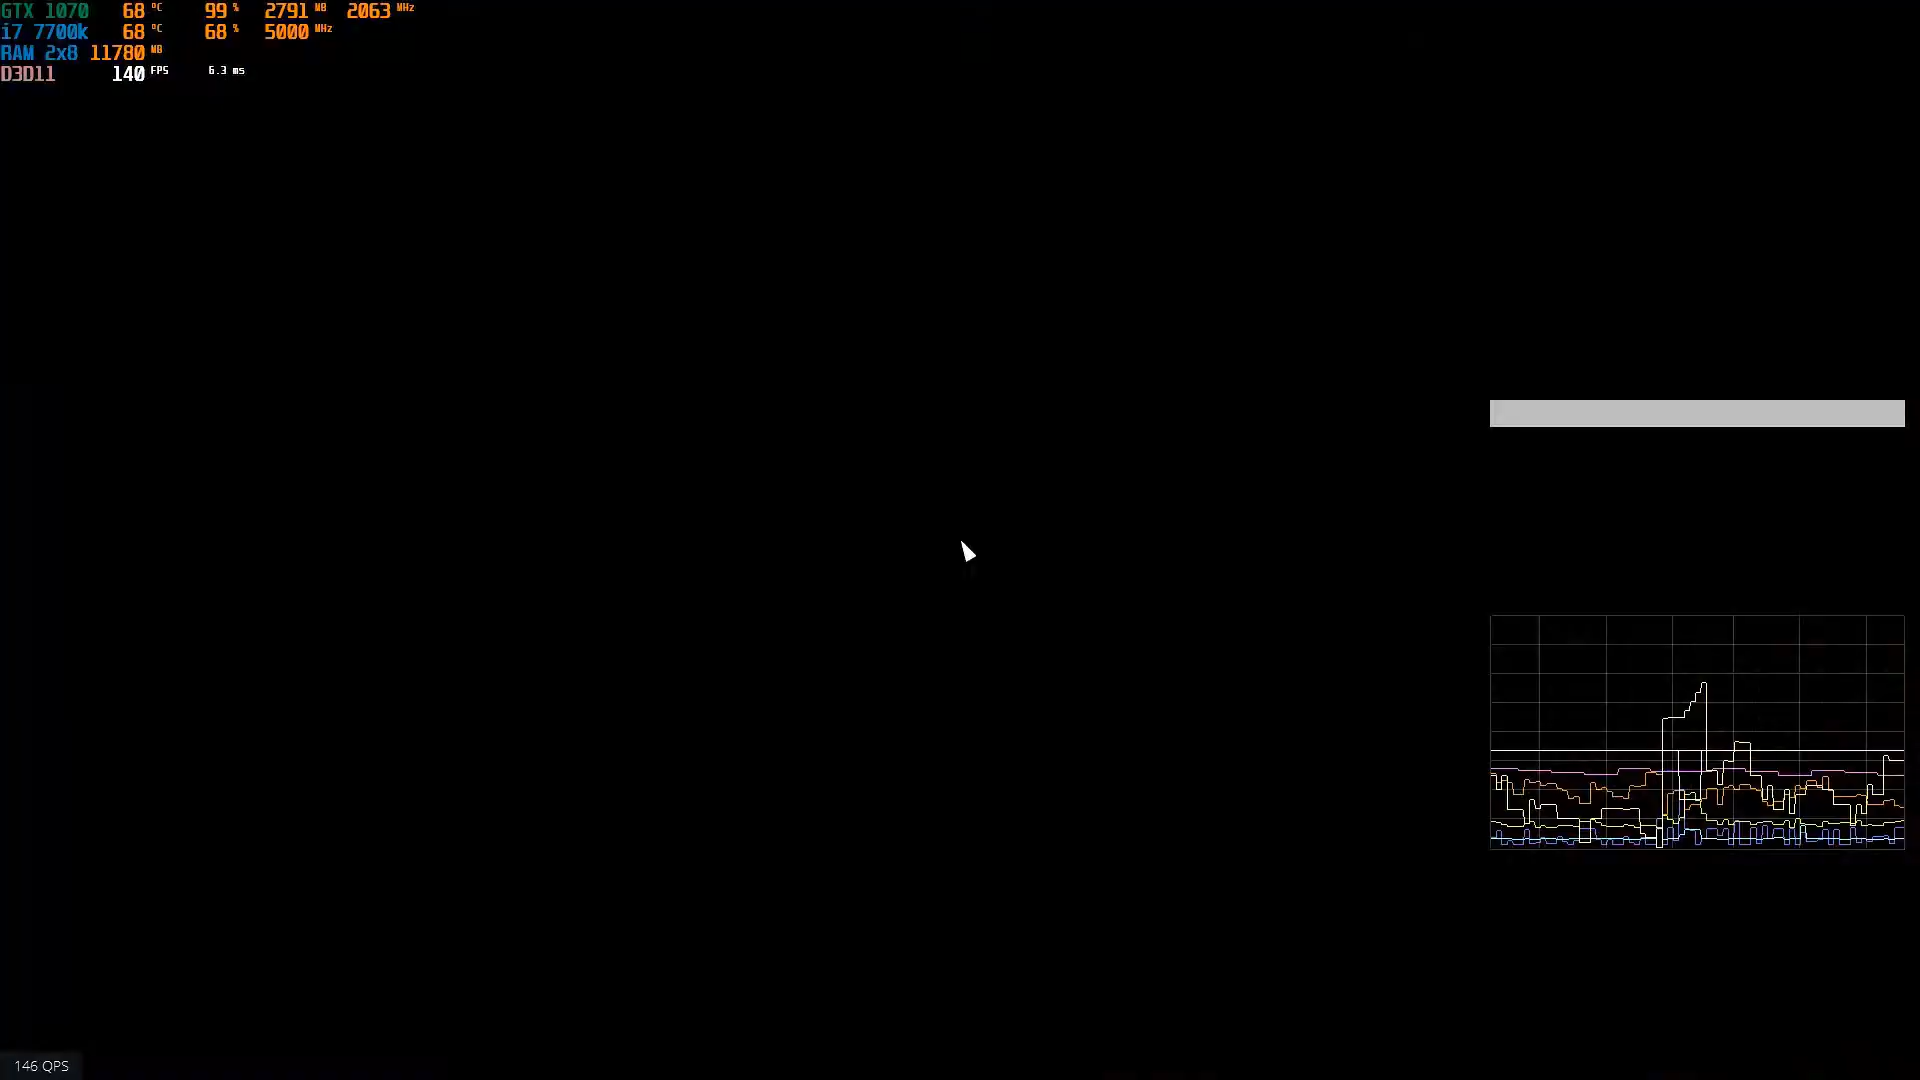 GTX 1070 68 °C 99 % 2791 MB 2063 MHz
i7 7700k 68 °C 68 % 5000 MHz
RAM 2x8 11780 MB
D3D11 140 FPS 6.3 ms
146 QPS